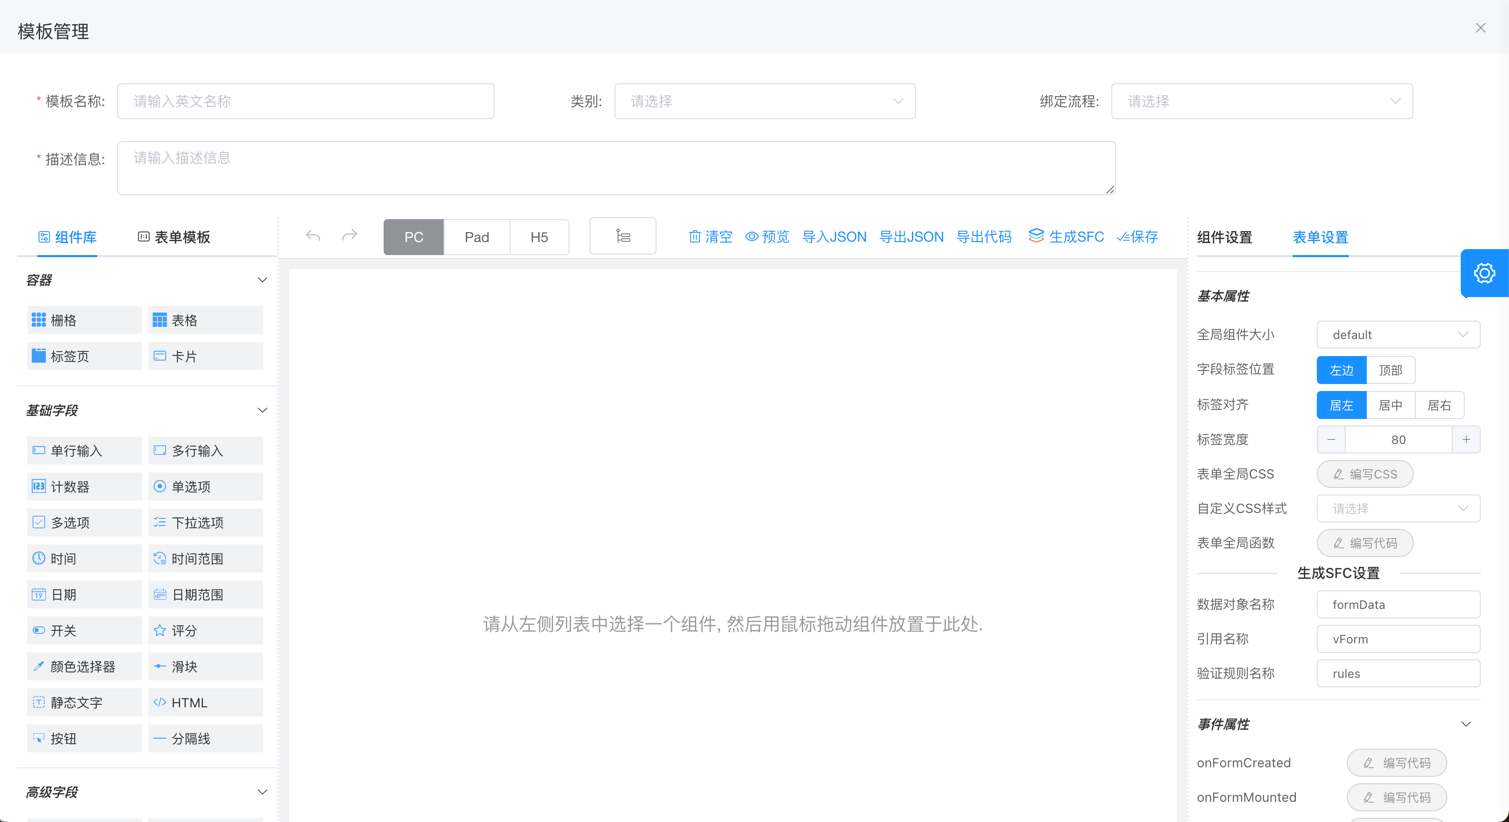 模板管理
* 模板名称: 请输入英文名称 类别: 请选择 绑定流程: 请选择
* 描述信息: 请输入描述信息
组件库 表单模板
PC Pad H5
清空 预览 导入JSON 导出JSON 导出代码 生成SFC 保存
组件设置 表单设置
容器
栅格 表格
标签页 卡片
基础字段
单行输入 多行输入
计数器 单选项
多选项 下拉选项
时间 时间范围
日期 日期范围
开关 评分
颜色选择器 滑块
静态文字 HTML
按钮 分隔线
高级字段
请从左侧列表中选择一个组件, 然后用鼠标拖动组件放置于此处.
基本属性
全局组件大小 default
字段标签位置 左边 顶部
标签对齐 居左 居中 居右
标签宽度 80
表单全局CSS 编写CSS
自定义CSS样式 请选择
表单全局函数 编写代码
生成SFC设置
数据对象名称 formData
引用名称 vForm
验证规则名称 rules
事件属性
onFormCreated 编写代码
onFormMounted 编写代码